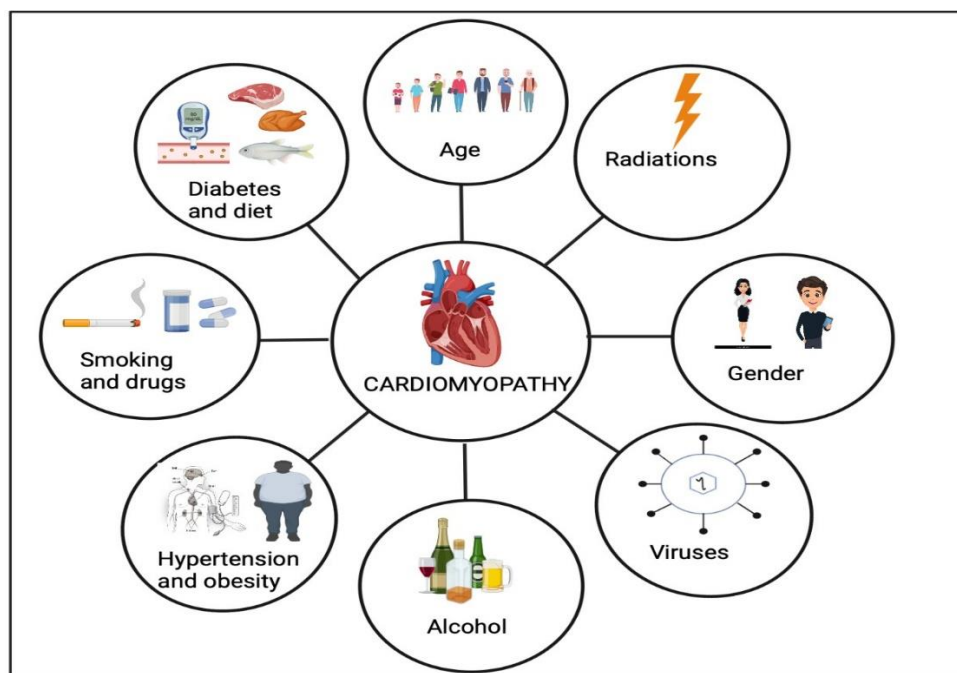 Age
Radiations
Diabetes
and diet
Smoking
and drugs
CARDIOMYOPATHY
Gender
Hypertension
and obesity
Viruses
Alcohol